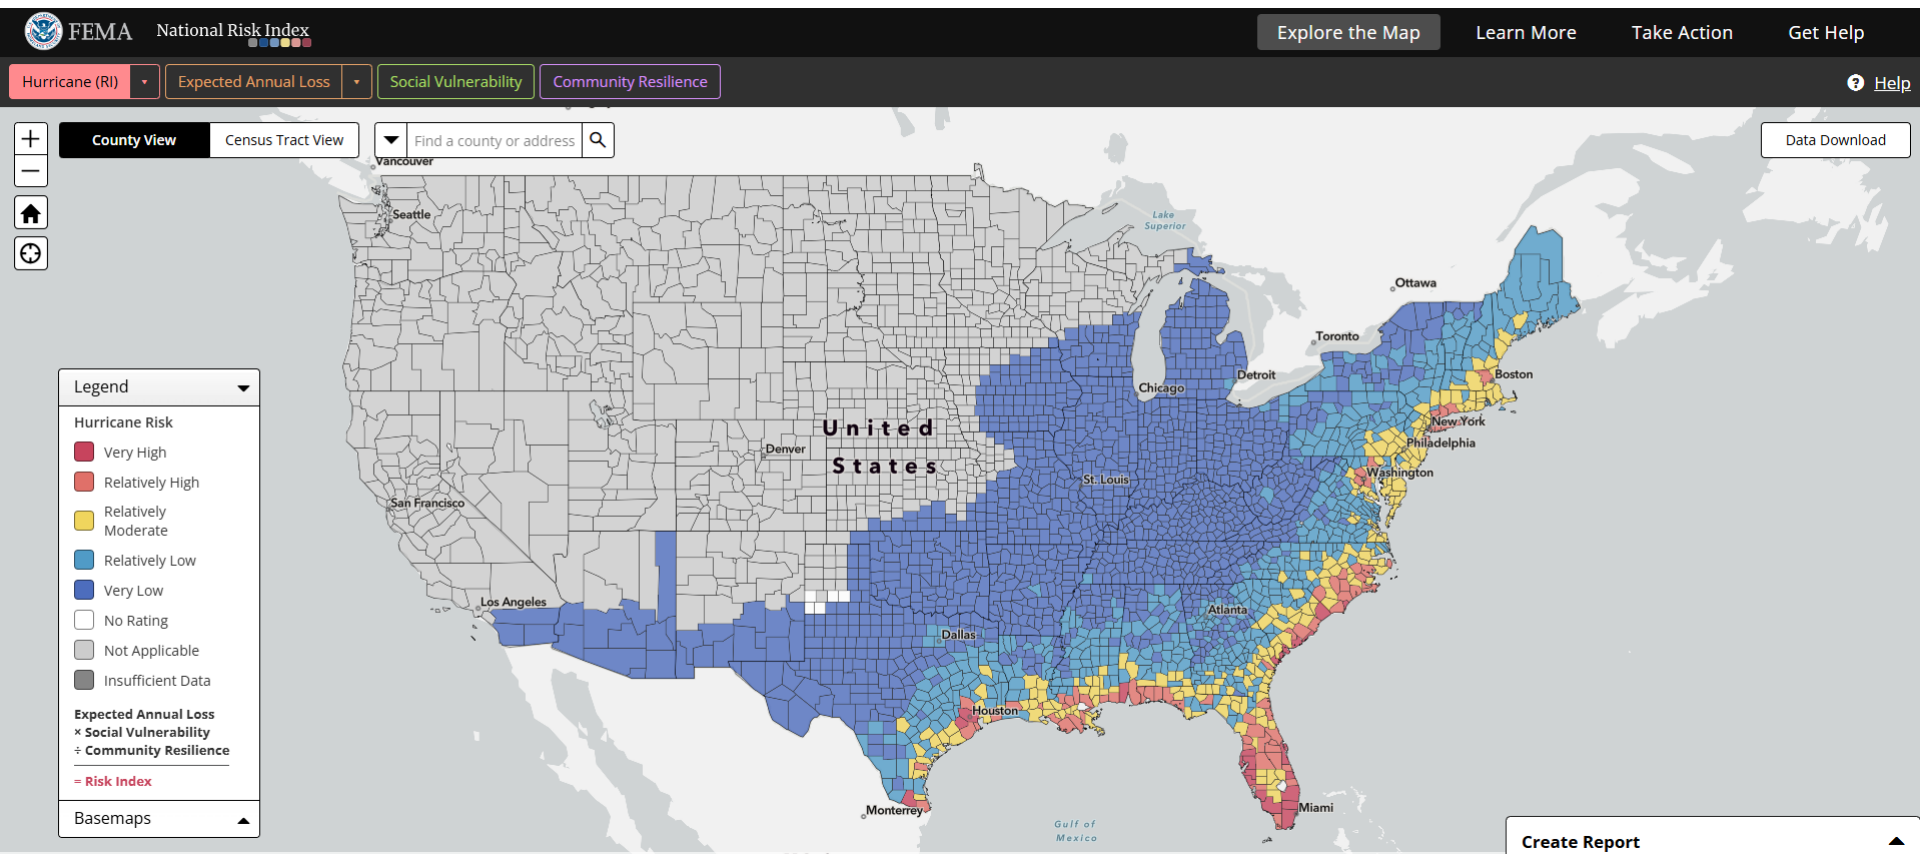 FEMA
National Risk Index
Explore the Map
Learn More
Take Action
Get Help
Hurricane (RI)
Expected Annual Loss
Social Vulnerability
Community Resilience
Help
County View
Census Tract View
Find a county or address
Data Download
Vancouver
Seattle
Lake
Superior
Ottawa
Toronto
Boston
Detroit
Chicago
New York
Philadelphia
United
States
Denver
Washington
St. Louis
San Francisco
Los Angeles
Atlanta
Dallas
Houston
Monterrey
Miami
Gulf of
Mexico
Legend
Hurricane Risk
Very High
Relatively High
Relatively
Moderate
Relatively Low
Very Low
No Rating
Not Applicable
Insufficient Data
Expected Annual Loss
× Social Vulnerability
÷ Community Resilience
= Risk Index
Basemaps
Create Report